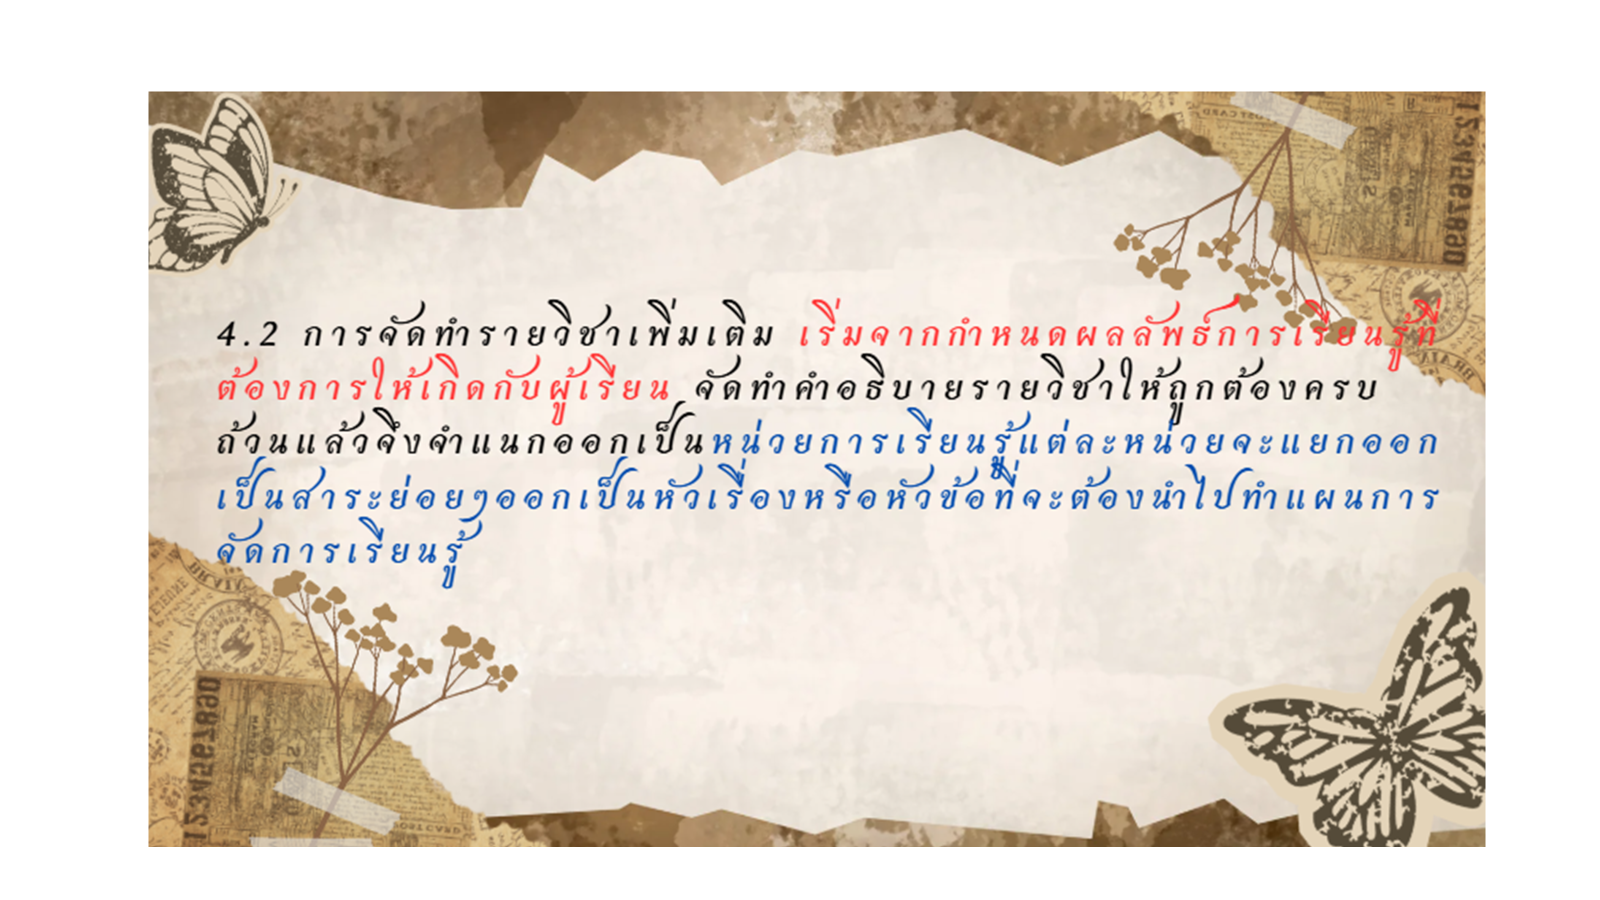 4.2 การจัดทำรายวิชาเพิ่มเติม เริ่มจากกำหนดผลลัพธ์การเรียนรู้ที่
ต้องการให้เกิดกับผู้เรียน จัดทำคำอธิบายรายวิชาให้ถูกต้องครบ
ถ้วนแล้วจึงจำแนกออกเป็นหน่วยการเรียนรู้แต่ละหน่วยจะแยกออก
เป็นสาระย่อยๆออกเป็นหัวเรื่องหรือหัวข้อที่จะต้องนำไปทำแผนการ
จัดการเรียนรู้
1234567890
POST CARD
1234567890
POST CARD